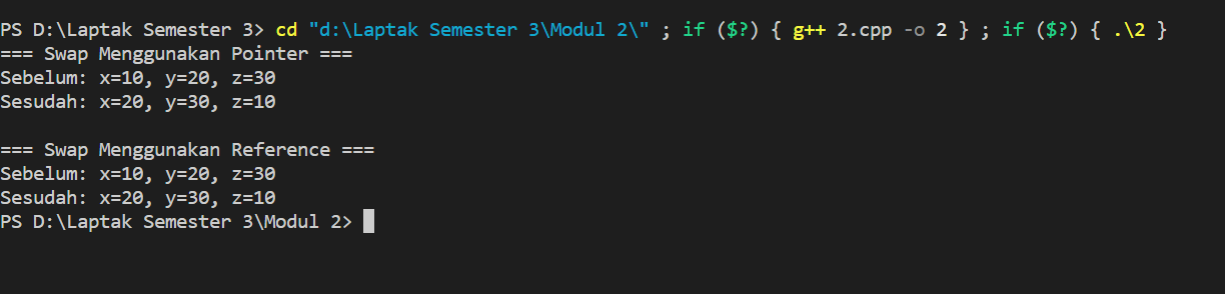 PS D:\Laptak Semester 3> cd "d:\Laptak Semester 3\Modul 2\" ; if ($?) { g++ 2.cpp -o 2 } ; if ($?) { .\2 }
=== Swap Menggunakan Pointer ===
Sebelum: x=10, y=20, z=30
Sesudah: x=20, y=30, z=10
=== Swap Menggunakan Reference ===
Sebelum: x=10, y=20, z=30
Sesudah: x=20, y=30, z=10
PS D:\Laptak Semester 3\Modul 2>